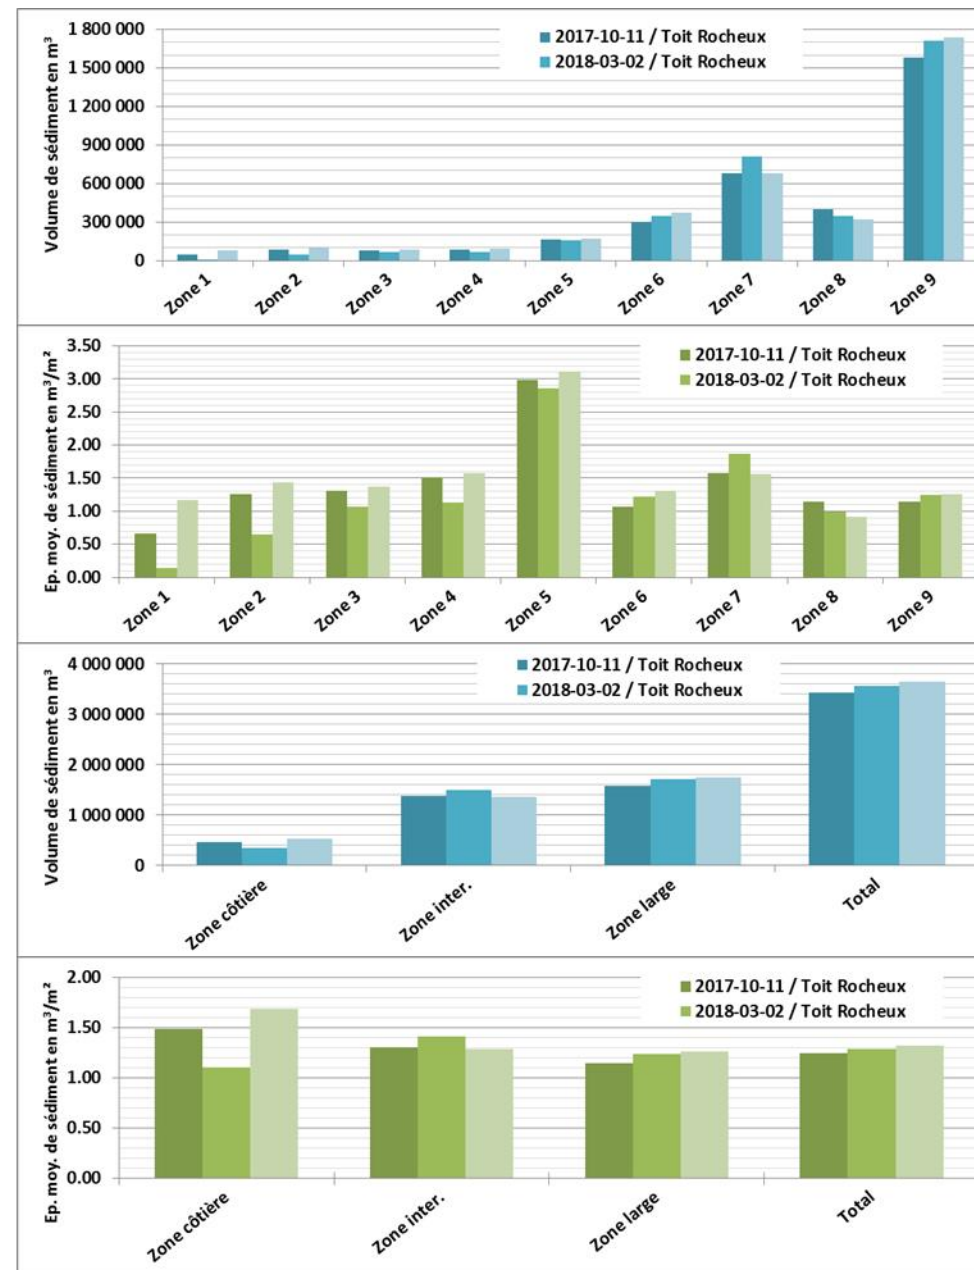 Volume de sédiment en m³
1 800 000
1 500 000
1 200 000
900 000
600 000
300 000
0
2017-10-11 / Toit Rocheux
2018-03-02 / Toit Rocheux
Zone 1
Zone 2
Zone 3
Zone 4
Zone 5
Zone 6
Zone 7
Zone 8
Zone 9
Ep. moy. de sédiment en m³/m²
3.50
3.00
2.50
2.00
1.50
1.00
0.50
0.00
2017-10-11 / Toit Rocheux
2018-03-02 / Toit Rocheux
Zone 1
Zone 2
Zone 3
Zone 4
Zone 5
Zone 6
Zone 7
Zone 8
Zone 9
Volume de sédiment en m³
4 000 000
3 000 000
2 000 000
1 000 000
0
2017-10-11 / Toit Rocheux
2018-03-02 / Toit Rocheux
Zone côtière
Zone inter.
Zone large
Total
Ep. moy. de sédiment en m³/m²
2.00
1.50
1.00
0.50
0.00
2017-10-11 / Toit Rocheux
2018-03-02 / Toit Rocheux
Zone côtière
Zone inter.
Zone large
Total